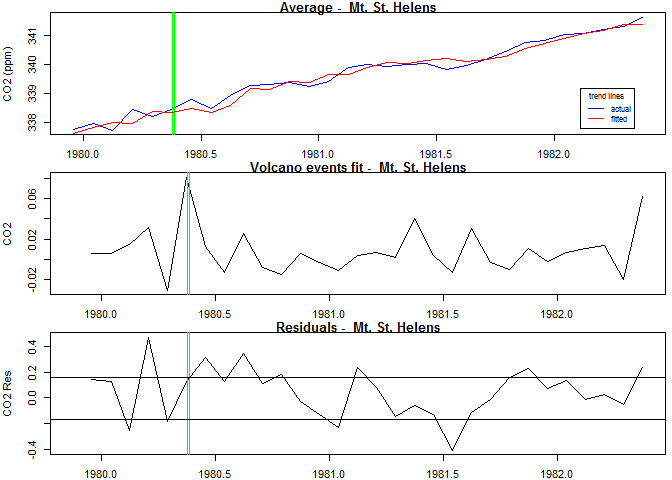 Average - Mt. St. Helens
CO2 (ppm)
341
340
339
338
trend lines
actual
fitted
1980.0 1980.5 1981.0 1981.5 1982.0
Volcano events fit - Mt. St. Helens
CO2
0.06
0.02
-0.02
1980.0 1980.5 1981.0 1981.5 1982.0
Residuals - Mt. St. Helens
CO2 Res
0.4
0.2
0.0
-0.4
1980.0 1980.5 1981.0 1981.5 1982.0